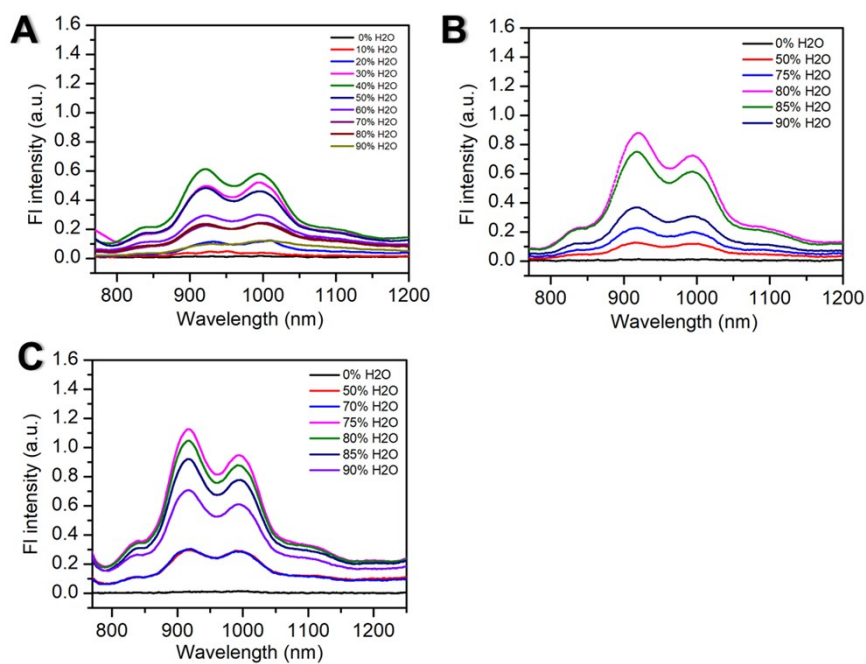 A
FI intensity (a.u.)
1.6
1.4
1.2
1.0
0.8
0.6
0.4
0.2
0.0
0% H2O
10% H2O
20% H2O
30% H2O
40% H2O
50% H2O
60% H2O
70% H2O
80% H2O
90% H2O
800 900 1000 1100 1200
Wavelength (nm)
B
FI intensity (a.u.)
1.6
1.4
1.2
1.0
0.8
0.6
0.4
0.2
0.0
0% H2O
50% H2O
75% H2O
80% H2O
85% H2O
90% H2O
800 900 1000 1100 1200
Wavelength (nm)
C
FI intensity (a.u.)
1.6
1.4
1.2
1.0
0.8
0.6
0.4
0.2
0.0
0% H2O
50% H2O
70% H2O
75% H2O
80% H2O
85% H2O
90% H2O
800 900 1000 1100 1200
Wavelength (nm)